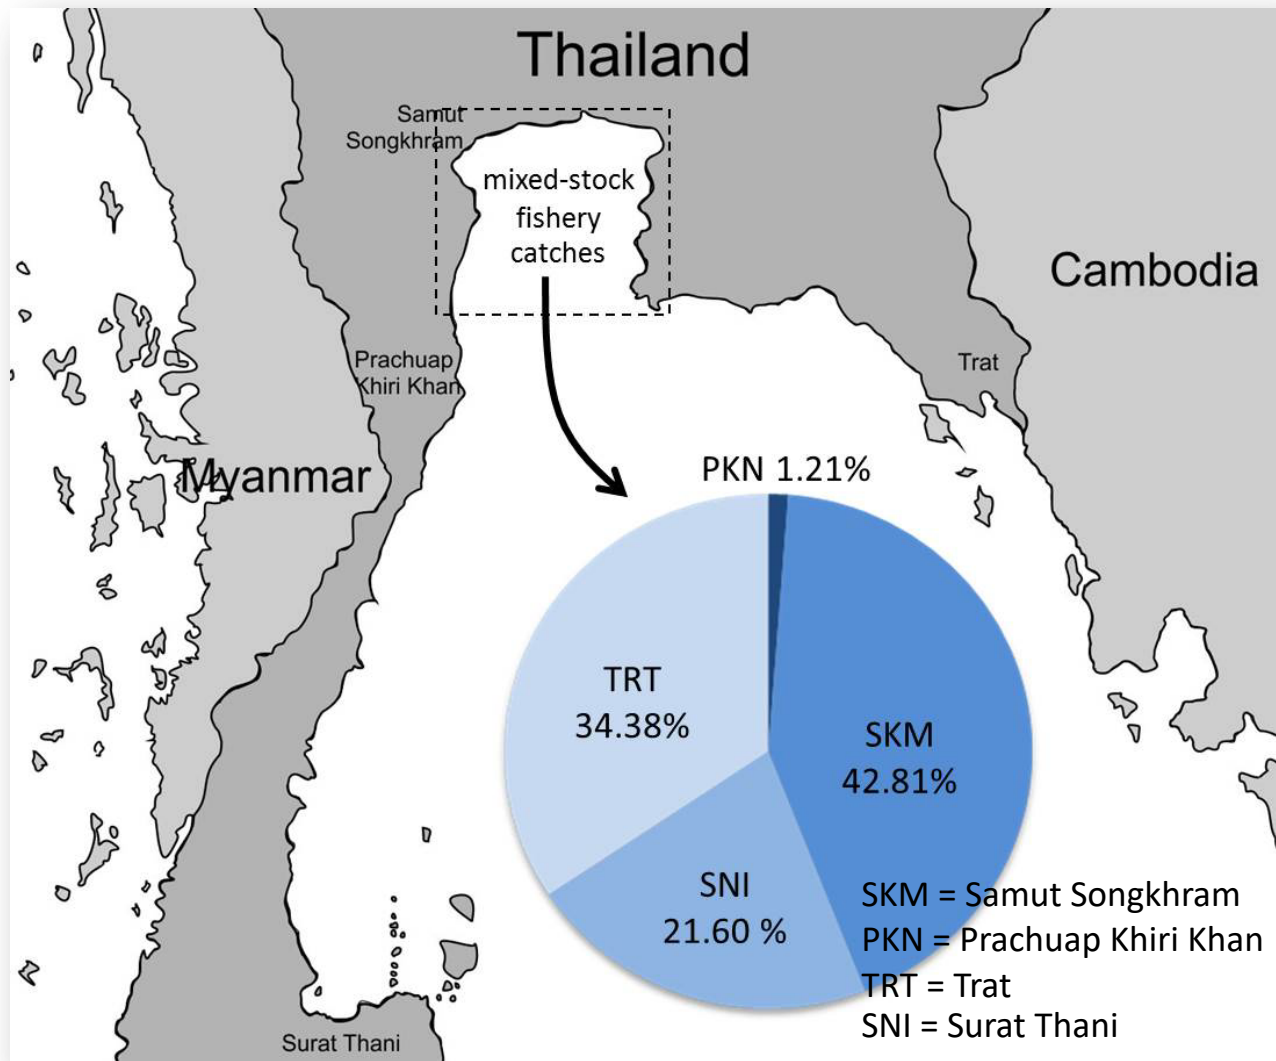 Thailand
Samut
Songkhram
mixed-stock
fishery
catches
Cambodia
Prachuap
Khiri Khan
Trat
Myanmar
PKN 1.21%
TRT
34.38%
SKM
42.81%
SNI
21.60 %
SKM = Samut Songkhram
PKN = Prachuap Khiri Khan
TRT = Trat
SNI = Surat Thani
Surat Thani